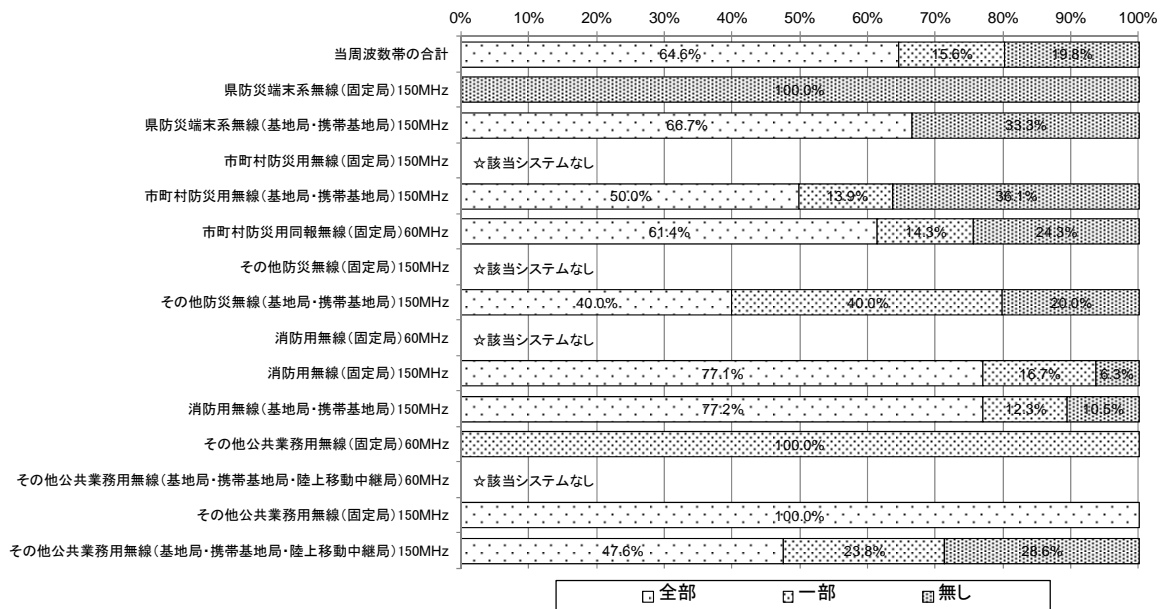 0% 10% 20% 30% 40% 50% 60% 70% 80% 90% 100%
当周波数帯の合計 64.6% 15.6% 19.8%
県防災端末系無線(固定局)150MHz 100.0%
県防災端末系無線(基地局・携帯基地局)150MHz 66.7% 33.3%
市町村防災用無線(固定局)150MHz ☆該当システムなし
市町村防災用無線(基地局・携帯基地局)150MHz 50.0% 13.9% 36.1%
市町村防災用同報無線(固定局)60MHz 61.4% 14.3% 24.3%
その他防災無線(固定局)150MHz ☆該当システムなし
その他防災無線(基地局・携帯基地局)150MHz 40.0% 40.0% 20.0%
消防用無線(固定局)60MHz ☆該当システムなし
消防用無線(固定局)150MHz 77.1% 16.7% 6.3%
消防用無線(基地局・携帯基地局)150MHz 77.2% 12.3% 10.5%
その他公共業務用無線(固定局)60MHz 100.0%
その他公共業務用無線(基地局・携帯基地局・陸上移動中継局)60MHz ☆該当システムなし
その他公共業務用無線(固定局)150MHz 100.0%
その他公共業務用無線(基地局・携帯基地局・陸上移動中継局)150MHz 47.6% 23.8% 28.6%
全部 一部 無し